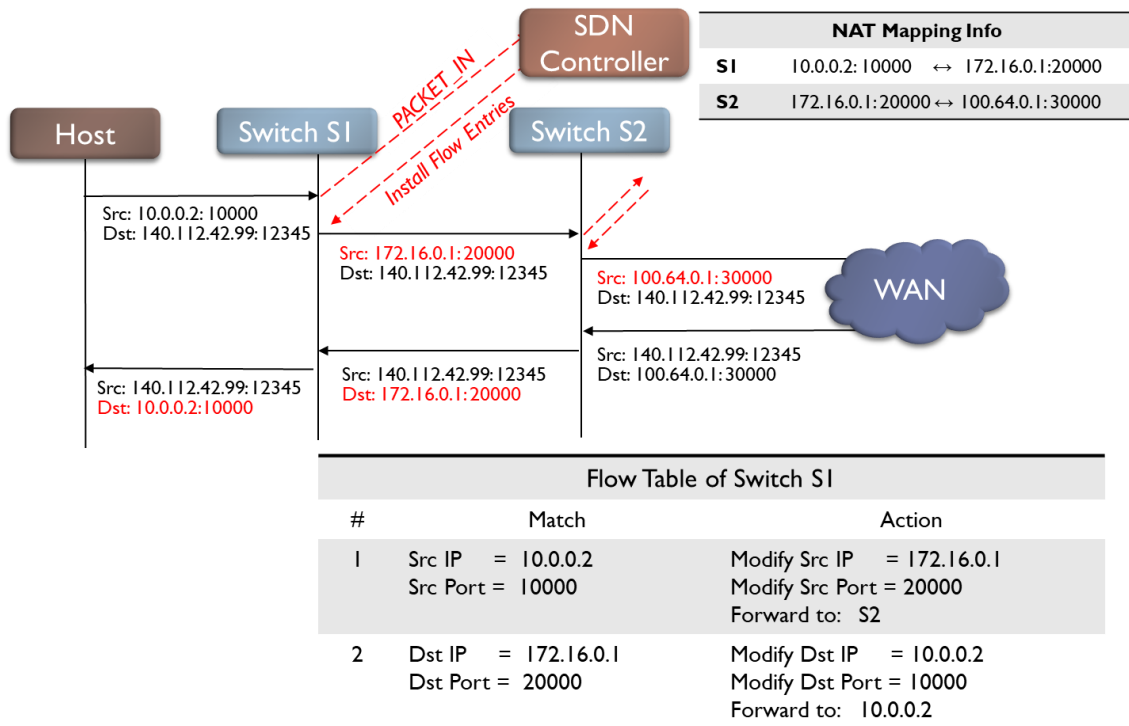 SDN
Controller
NAT Mapping Info
S1 10.0.0.2: 10000 ↔ 172.16.0.1:20000
S2 172.16.0.1: 20000 ↔ 100.64.0.1: 30000
Host
Switch S1
Switch S2
PACKET_IN
Install Flow Entries
Src: 10.0.0.2: 10000
Dst: 140.112.42.99: 12345
Src: 172.16.0.1:20000
Dst: 140.112.42.99: 12345
Src: 100.64.0.1: 30000
Dst: 140.112.42.99: 12345
WAN
Src: 140.112.42.99: 12345
Dst: 100.64.0.1: 30000
Src: 140.112.42.99: 12345
Dst: 172.16.0.1: 20000
Src: 140.112.42.99: 12345
Dst: 10.0.0.2:10000
Flow Table of Switch S1
# Match Action
1 Src IP = 10.0.0.2 Modify Src IP = 172.16.0.1
Src Port = 10000 Modify Src Port = 20000
Forward to: S2
2 Dst IP = 172.16.0.1 Modify Dst IP = 10.0.0.2
Dst Port = 20000 Modify Dst Port = 10000
Forward to: 10.0.0.2